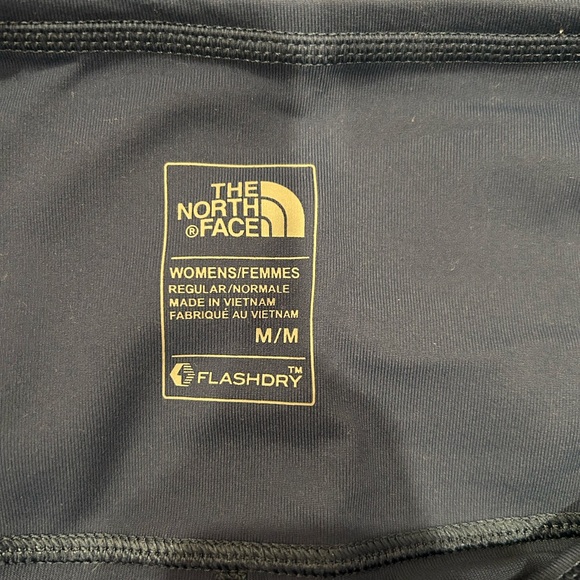 THE
NORTH
®FACE
WOMENS/FEMMES
REGULAR/NORMALE
MADE IN VIETNAM
FABRIQUÉ AU VIETNAM
M/M
FLASHDRY™